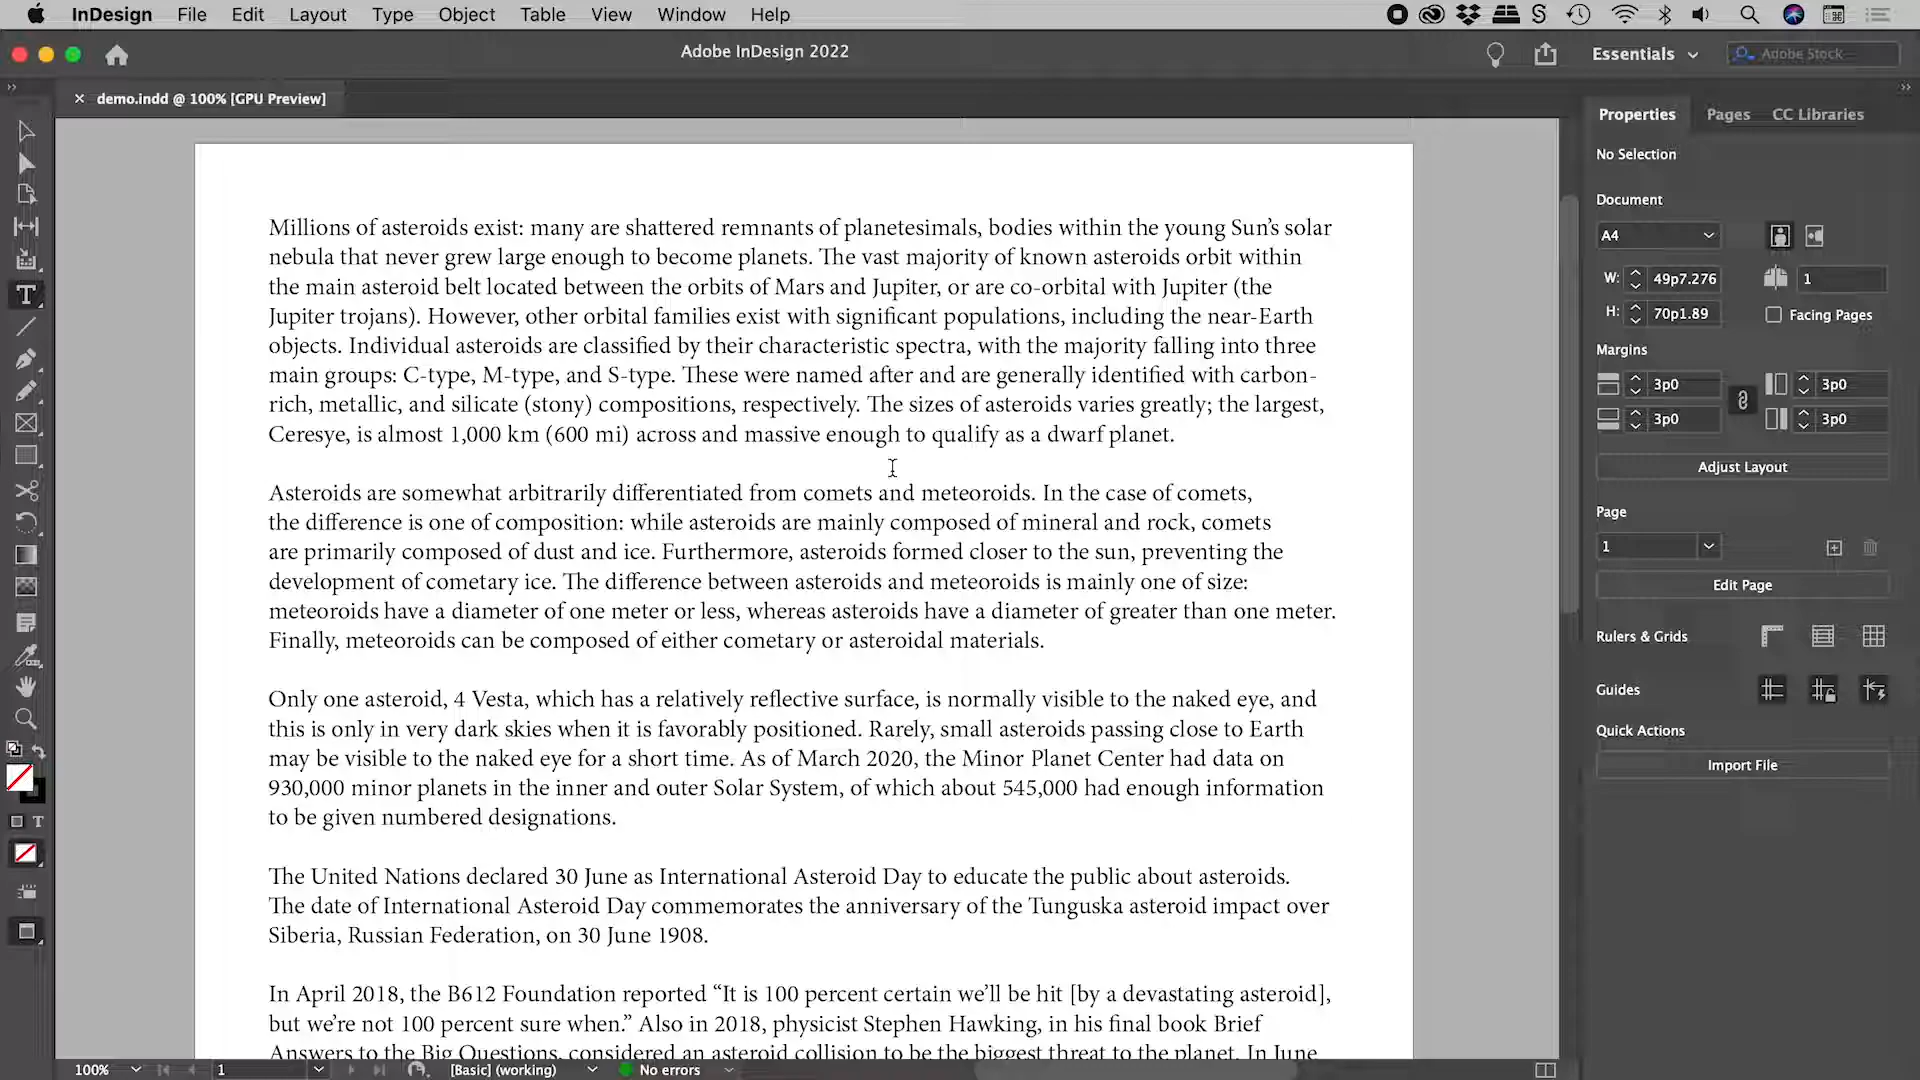 InDesign File Edit Layout Type Object Table View Window Help
Adobe InDesign 2022
Essentials
Adobe Stock
× demo.indd @ 100% [GPU Preview]
Millions of asteroids exist: many are shattered remnants of planetesimals, bodies within the young Sun’s solar
nebula that never grew large enough to become planets. The vast majority of known asteroids orbit within
the main asteroid belt located between the orbits of Mars and Jupiter, or are co-orbital with Jupiter (the
Jupiter trojans). However, other orbital families exist with significant populations, including the near-Earth
objects. Individual asteroids are classified by their characteristic spectra, with the majority falling into three
main groups: C-type, M-type, and S-type. These were named after and are generally identified with carbon-
rich, metallic, and silicate (stony) compositions, respectively. The sizes of asteroids varies greatly; the largest,
Ceresye, is almost 1,000 km (600 mi) across and massive enough to qualify as a dwarf planet.
Asteroids are somewhat arbitrarily differentiated from comets and meteoroids. In the case of comets,
the difference is one of composition: while asteroids are mainly composed of mineral and rock, comets
are primarily composed of dust and ice. Furthermore, asteroids formed closer to the sun, preventing the
development of cometary ice. The difference between asteroids and meteoroids is mainly one of size:
meteoroids have a diameter of one meter or less, whereas asteroids have a diameter of greater than one meter.
Finally, meteoroids can be composed of either cometary or asteroidal materials.
Only one asteroid, 4 Vesta, which has a relatively reflective surface, is normally visible to the naked eye, and
this is only in very dark skies when it is favorably positioned. Rarely, small asteroids passing close to Earth
may be visible to the naked eye for a short time. As of March 2020, the Minor Planet Center had data on
930,000 minor planets in the inner and outer Solar System, of which about 545,000 had enough information
to be given numbered designations.
The United Nations declared 30 June as International Asteroid Day to educate the public about asteroids.
The date of International Asteroid Day commemorates the anniversary of the Tunguska asteroid impact over
Siberia, Russian Federation, on 30 June 1908.
In April 2018, the B612 Foundation reported “It is 100 percent certain we’ll be hit [by a devastating asteroid],
but we’re not 100 percent sure when.” Also in 2018, physicist Stephen Hawking, in his final book Brief
Answers to the Big Questions, considered an asteroid collision to be the biggest threat to the planet. In June
Properties Pages CC Libraries
No Selection
Document
A4
W: 49p7.276 1
H: 70p1.89 Facing Pages
Margins
3p0 3p0
3p0 3p0
Adjust Layout
Page
1
Edit Page
Rulers & Grids
Guides
Quick Actions
Import File
100% 1 [Basic] (working) No errors